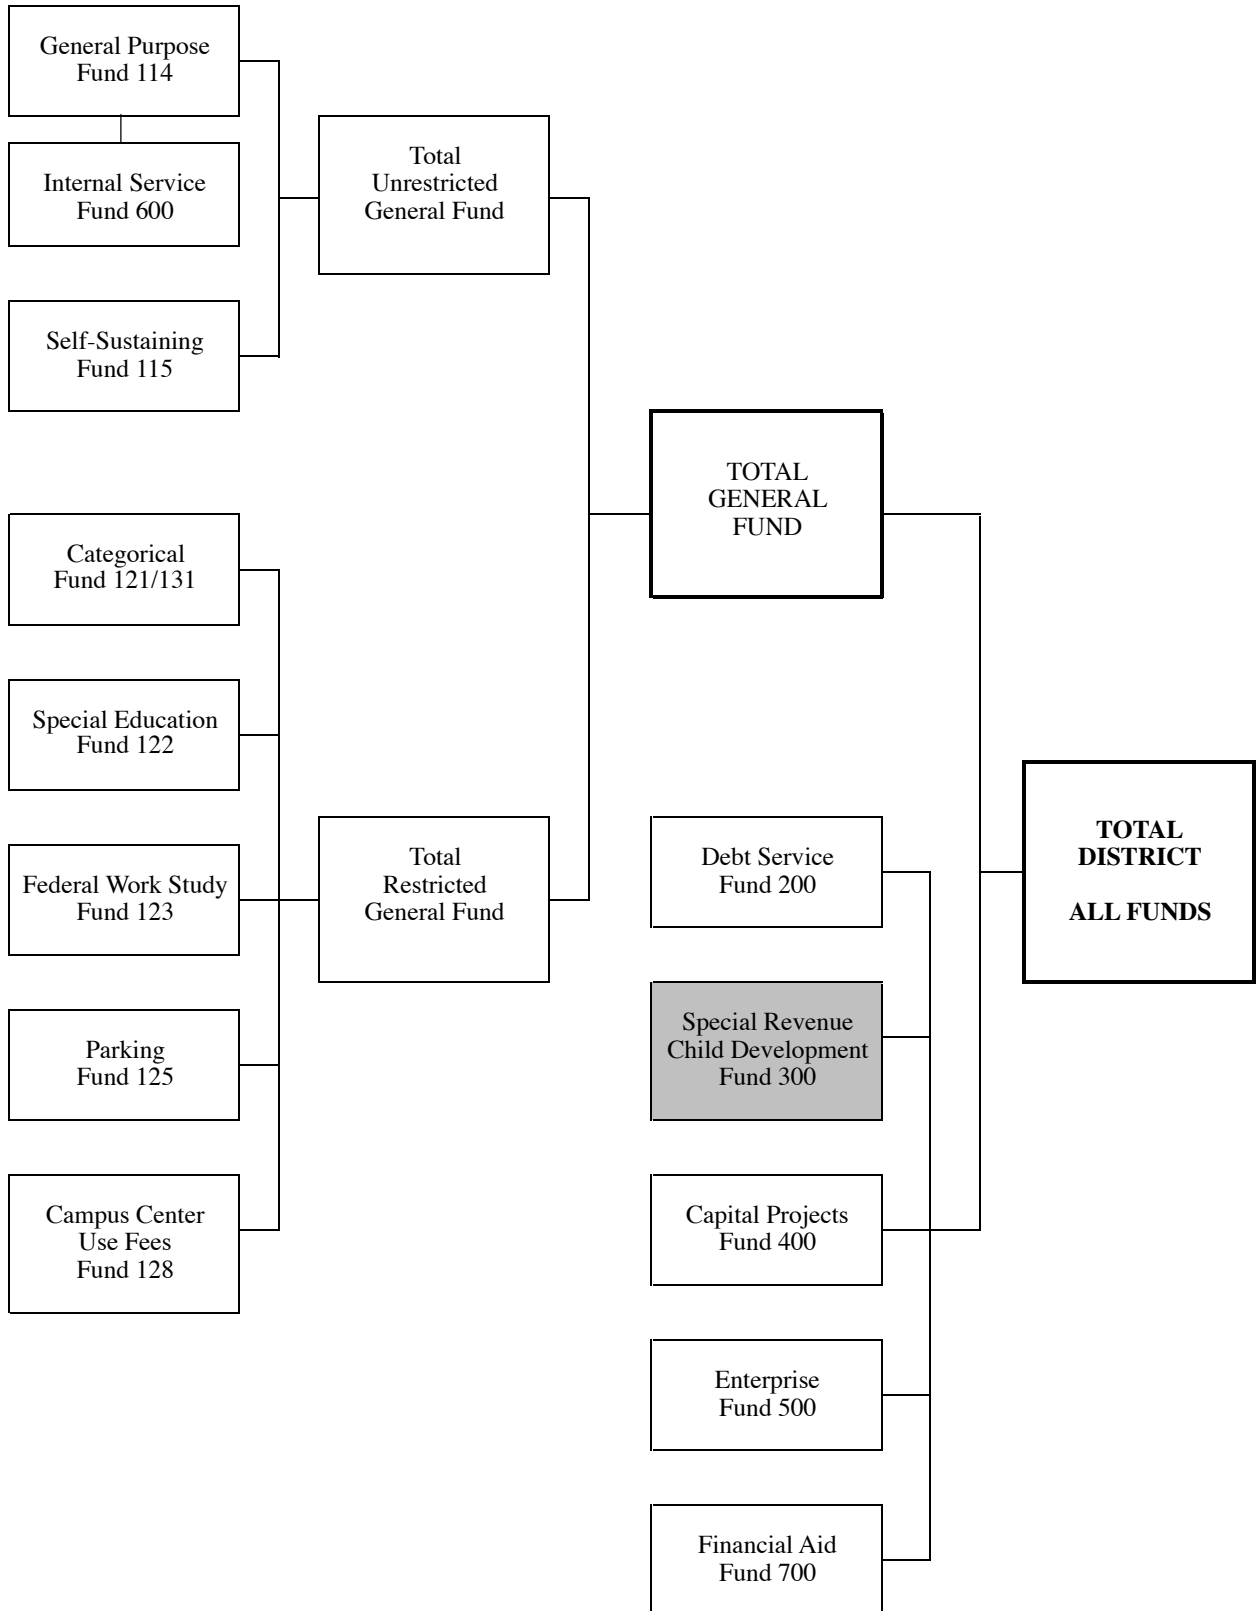 General Purpose
Fund 114
Internal Service
Fund 600
Self-Sustaining
Fund 115
Total
Unrestricted
General Fund
TOTAL
GENERAL
FUND
Categorical
Fund 121/131
Special Education
Fund 122
Federal Work Study
Fund 123
Parking
Fund 125
Campus Center
Use Fees
Fund 128
Total
Restricted
General Fund
Debt Service
Fund 200
Special Revenue
Child Development
Fund 300
Capital Projects
Fund 400
Enterprise
Fund 500
Financial Aid
Fund 700
TOTAL
DISTRICT
ALL FUNDS